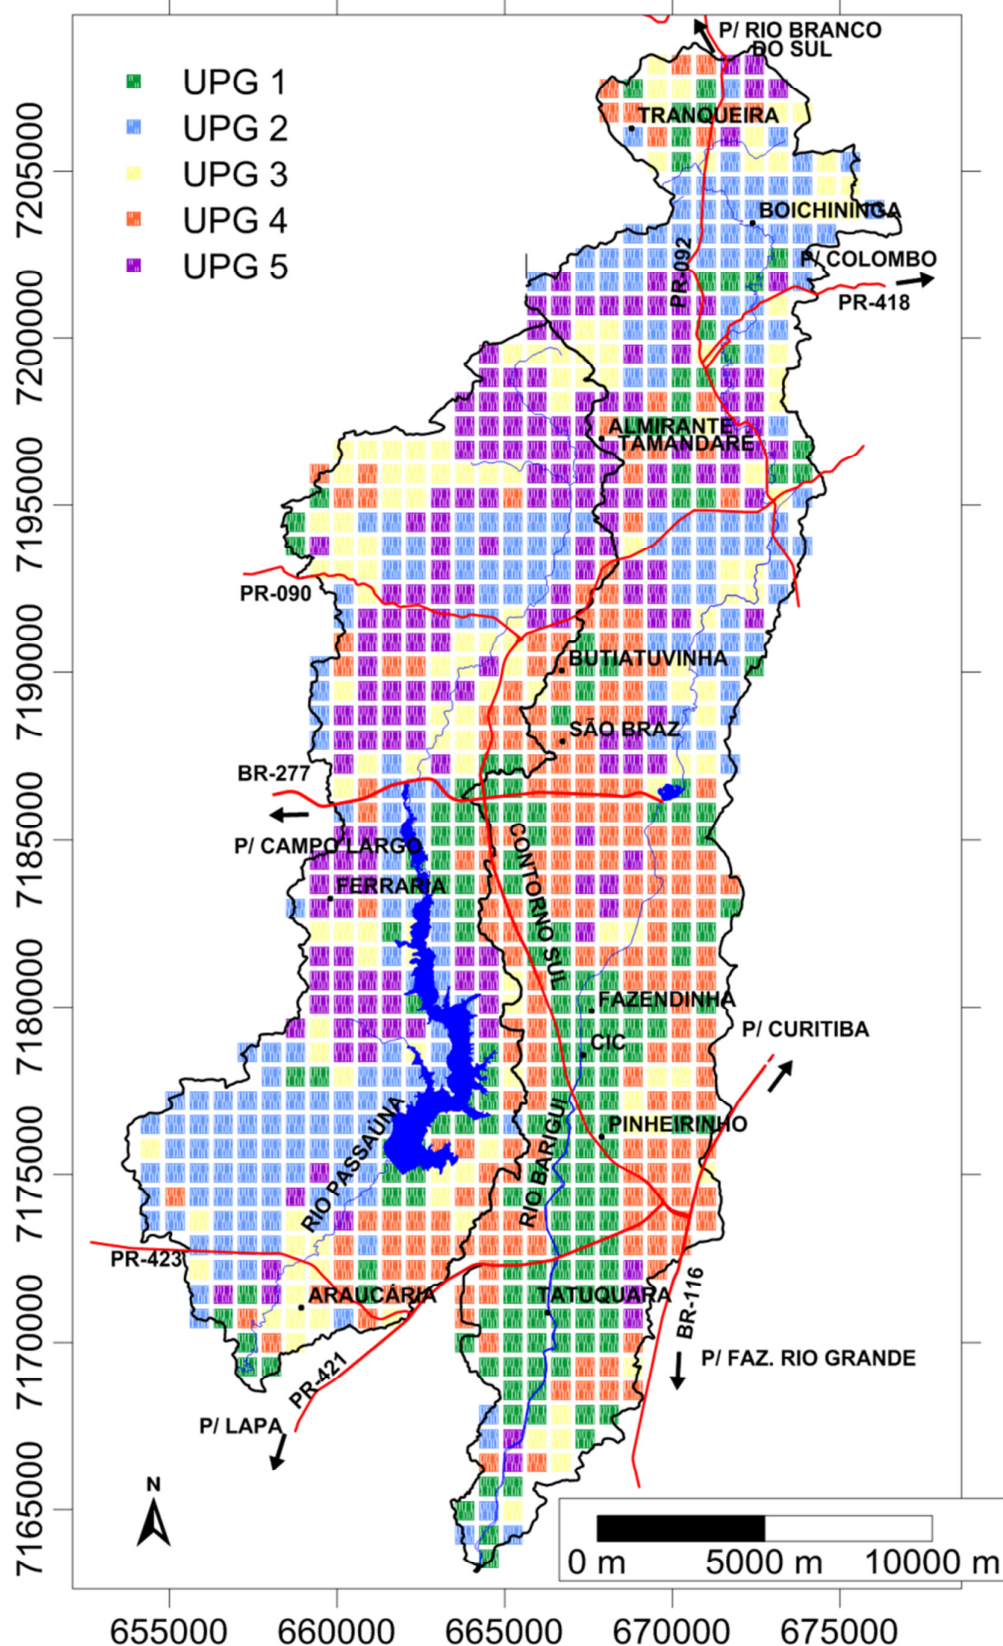 P/ RIO BRANCO
DO SUL
UPG 1
UPG 2
UPG 3
UPG 4
UPG 5
TRANQUEIRA
BOICHININGA
P/ COLOMBO
PR-092
PR-418
ALMIRANTE
TAMANDARÉ
PR-090
BUTIATUVINHA
SÃO BRAZ
BR-277
P/ CAMPO LARGO
CONTORNO SUL
FERRARIA
FAZENDINHA
CIC
P/ CURITIBA
RIO PASSAÚNA
RIO BARIGUI
PINHEIRINHO
PR-423
ARAUCÁRIA
TATUQUARA
BR-116
PR-421
P/ FAZ. RIO GRANDE
P/ LAPA
N
0 m 5000 m 10000 m
7205000
7200000
7195000
7190000
7185000
7180000
7175000
7170000
7165000
655000 660000 665000 670000 675000